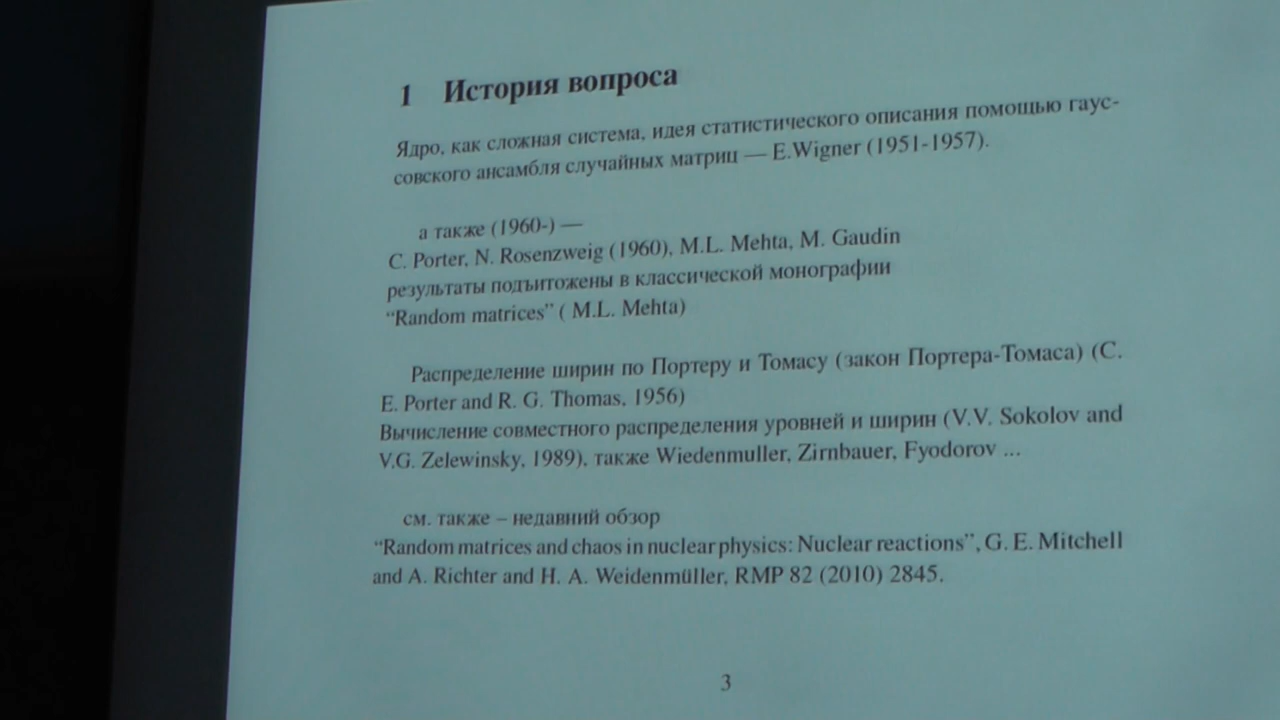 1 История вопроса
Ядро, как сложная система, идея статистического описания помощью гаус-
совского ансамбля случайных матриц — E.Wigner (1951-1957).
а также (1960-) —
C. Porter, N. Rosenzweig (1960), M.L. Mehta, M. Gaudin
результаты подъитожены в классической монографии
“Random matrices” ( M.L. Mehta)
Распределение ширин по Портеру и Томасу (закон Портера-Томаса) (C.
E. Porter and R. G. Thomas, 1956)
Вычисление совместного распределения уровней и ширин (V.V. Sokolov and
V.G. Zelewinsky, 1989), также Wiedenmuller, Zirnbauer, Fyodorov ...
см. также – недавний обзор
“Random matrices and chaos in nuclear physics: Nuclear reactions”, G. E. Mitchell
and A. Richter and H. A. Weidenmüller, RMP 82 (2010) 2845.
3